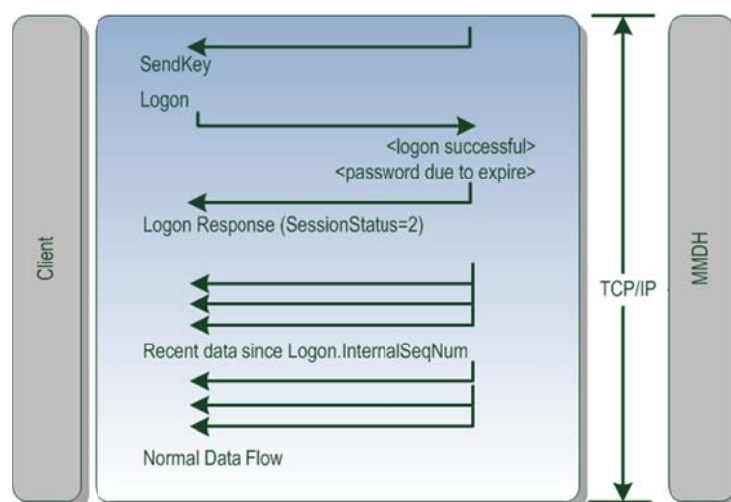 SendKey
Logon
<logon successful>
<password due to expire>
Logon Response (SessionStatus=2)
Client
TCP/IP
MMDH
Recent data since Logon.InternalSeqNum
Normal Data Flow